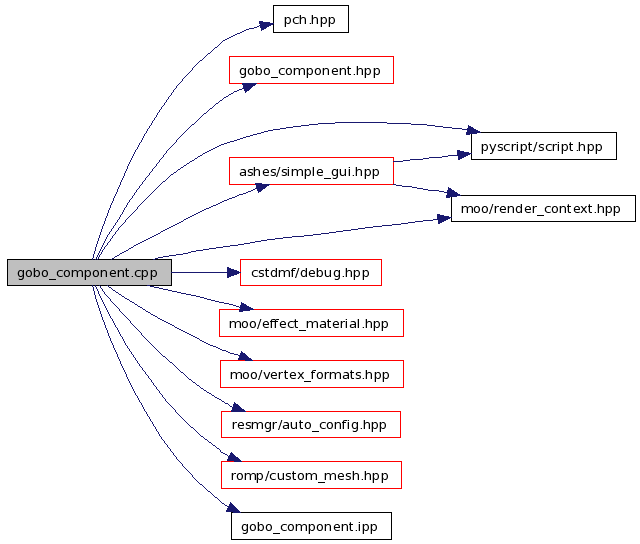 pch.hpp
gobo_component.hpp
pyscript/script.hpp
ashes/simple_gui.hpp
moo/render_context.hpp
gobo_component.cpp
cstdmf/debug.hpp
moo/effect_material.hpp
moo/vertex_formats.hpp
resmgr/auto_config.hpp
romp/custom_mesh.hpp
gobo_component.ipp